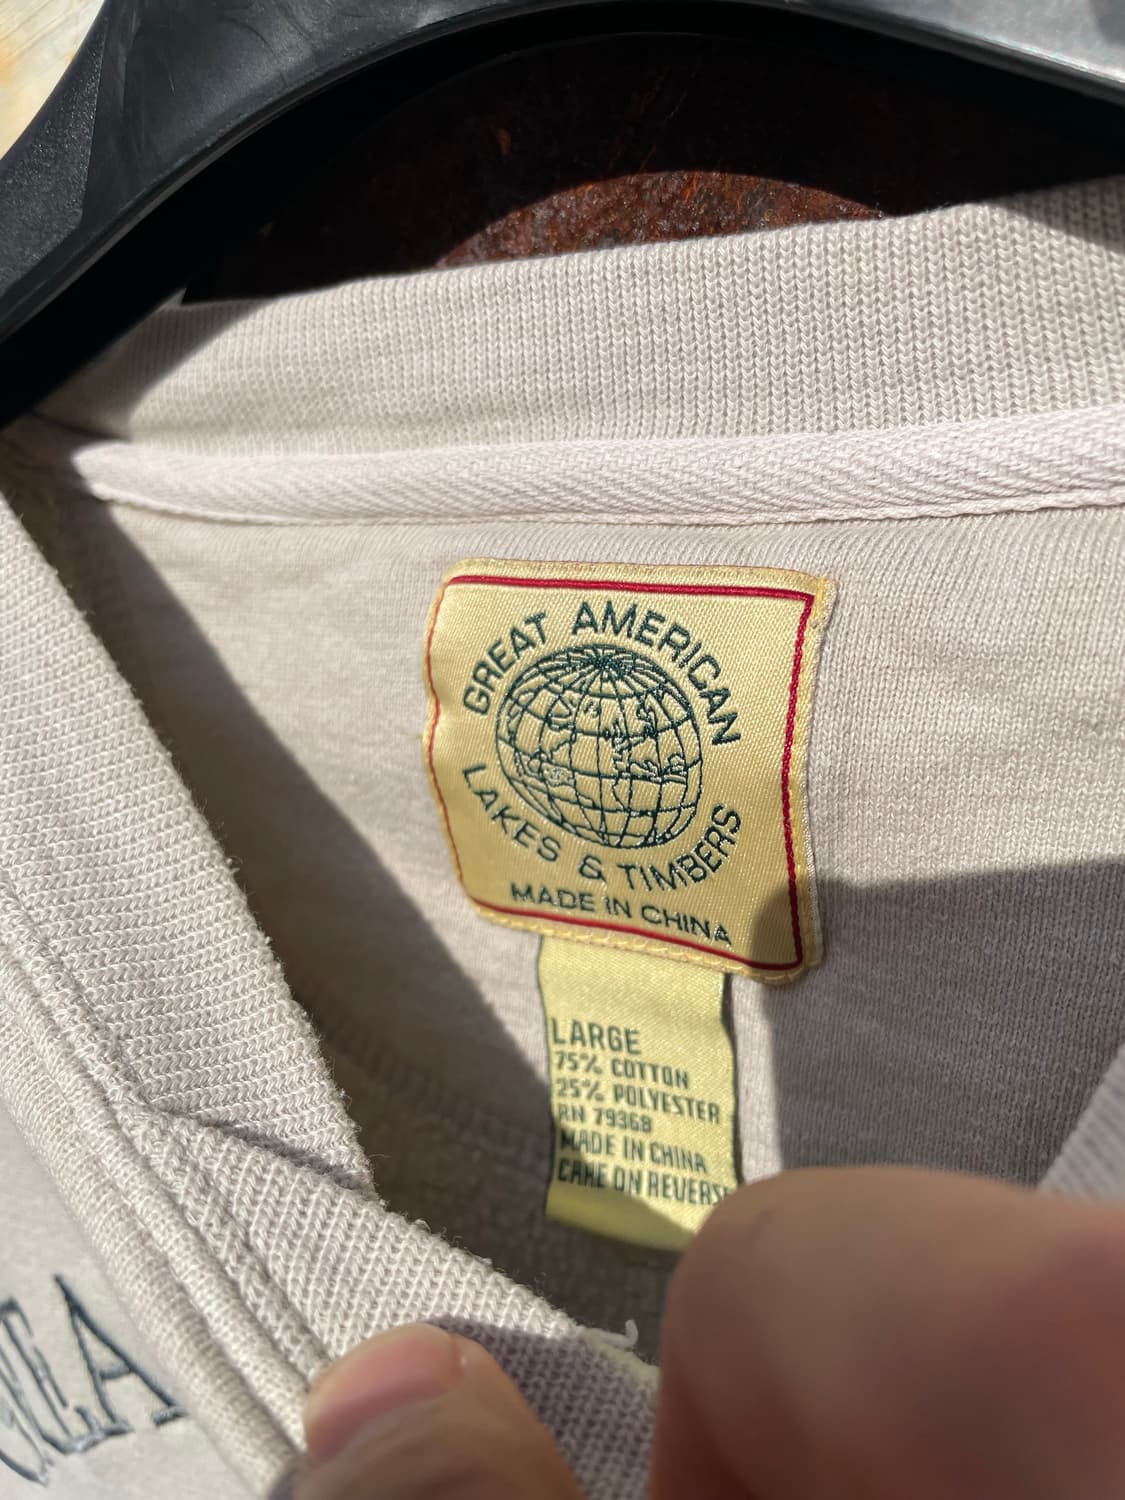 GREAT AMERICAN
LAKES & TIMBERS
MADE IN CHINA
LARGE
75% COTTON
25% POLYESTER
RN 79368
MADE IN CHINA
CARE ON REVERSE